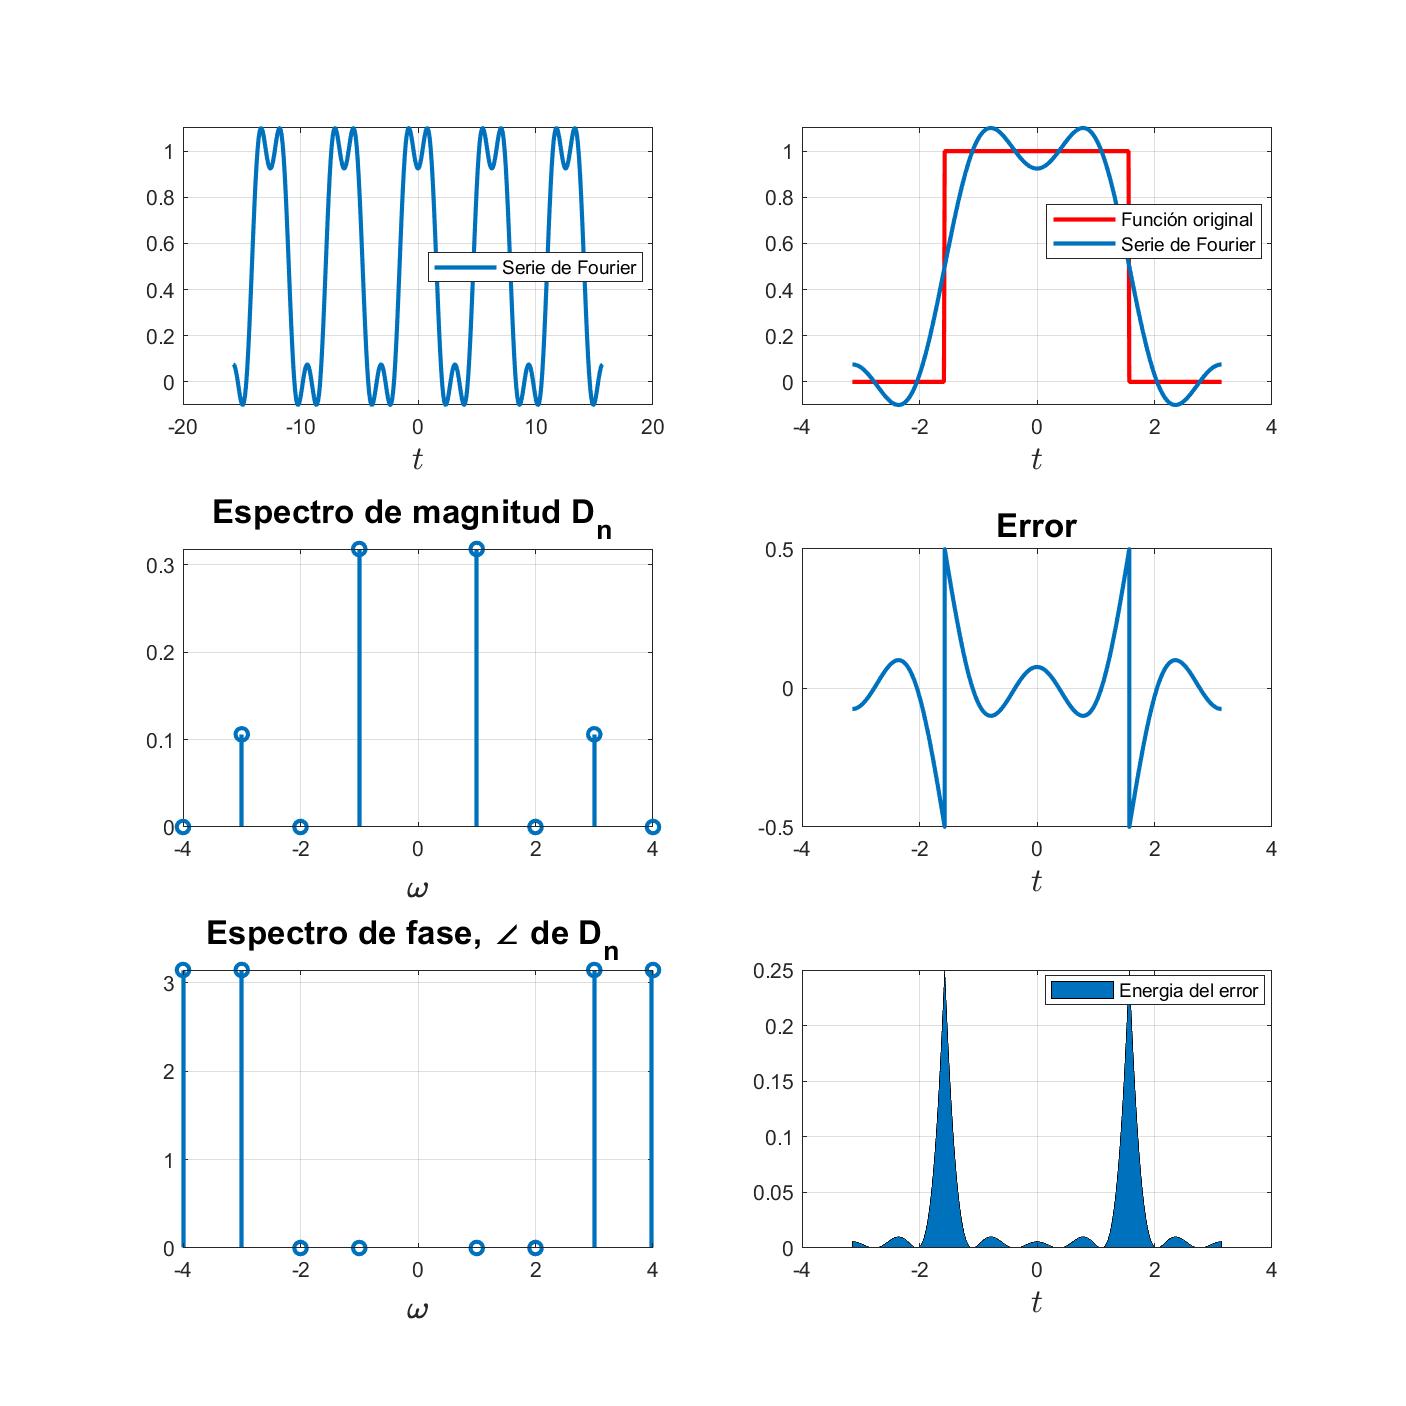 1
0.8
0.6
0.4
0.2
0
-20 -10 0 10 20
t
Serie de Fourier
1
0.8
0.6
0.4
0.2
0
-4 -2 0 2 4
t
Función original
Serie de Fourier
Espectro de magnitud Dn
0.3
0.2
0.1
0
-4 -2 0 2 4
ω
Error
0.5
0
-0.5
-4 -2 0 2 4
t
Espectro de fase, ∠ de Dn
3
2
1
0
-4 -2 0 2 4
ω
0.25
0.2
0.15
0.1
0.05
0
-4 -2 0 2 4
t
Energia del error